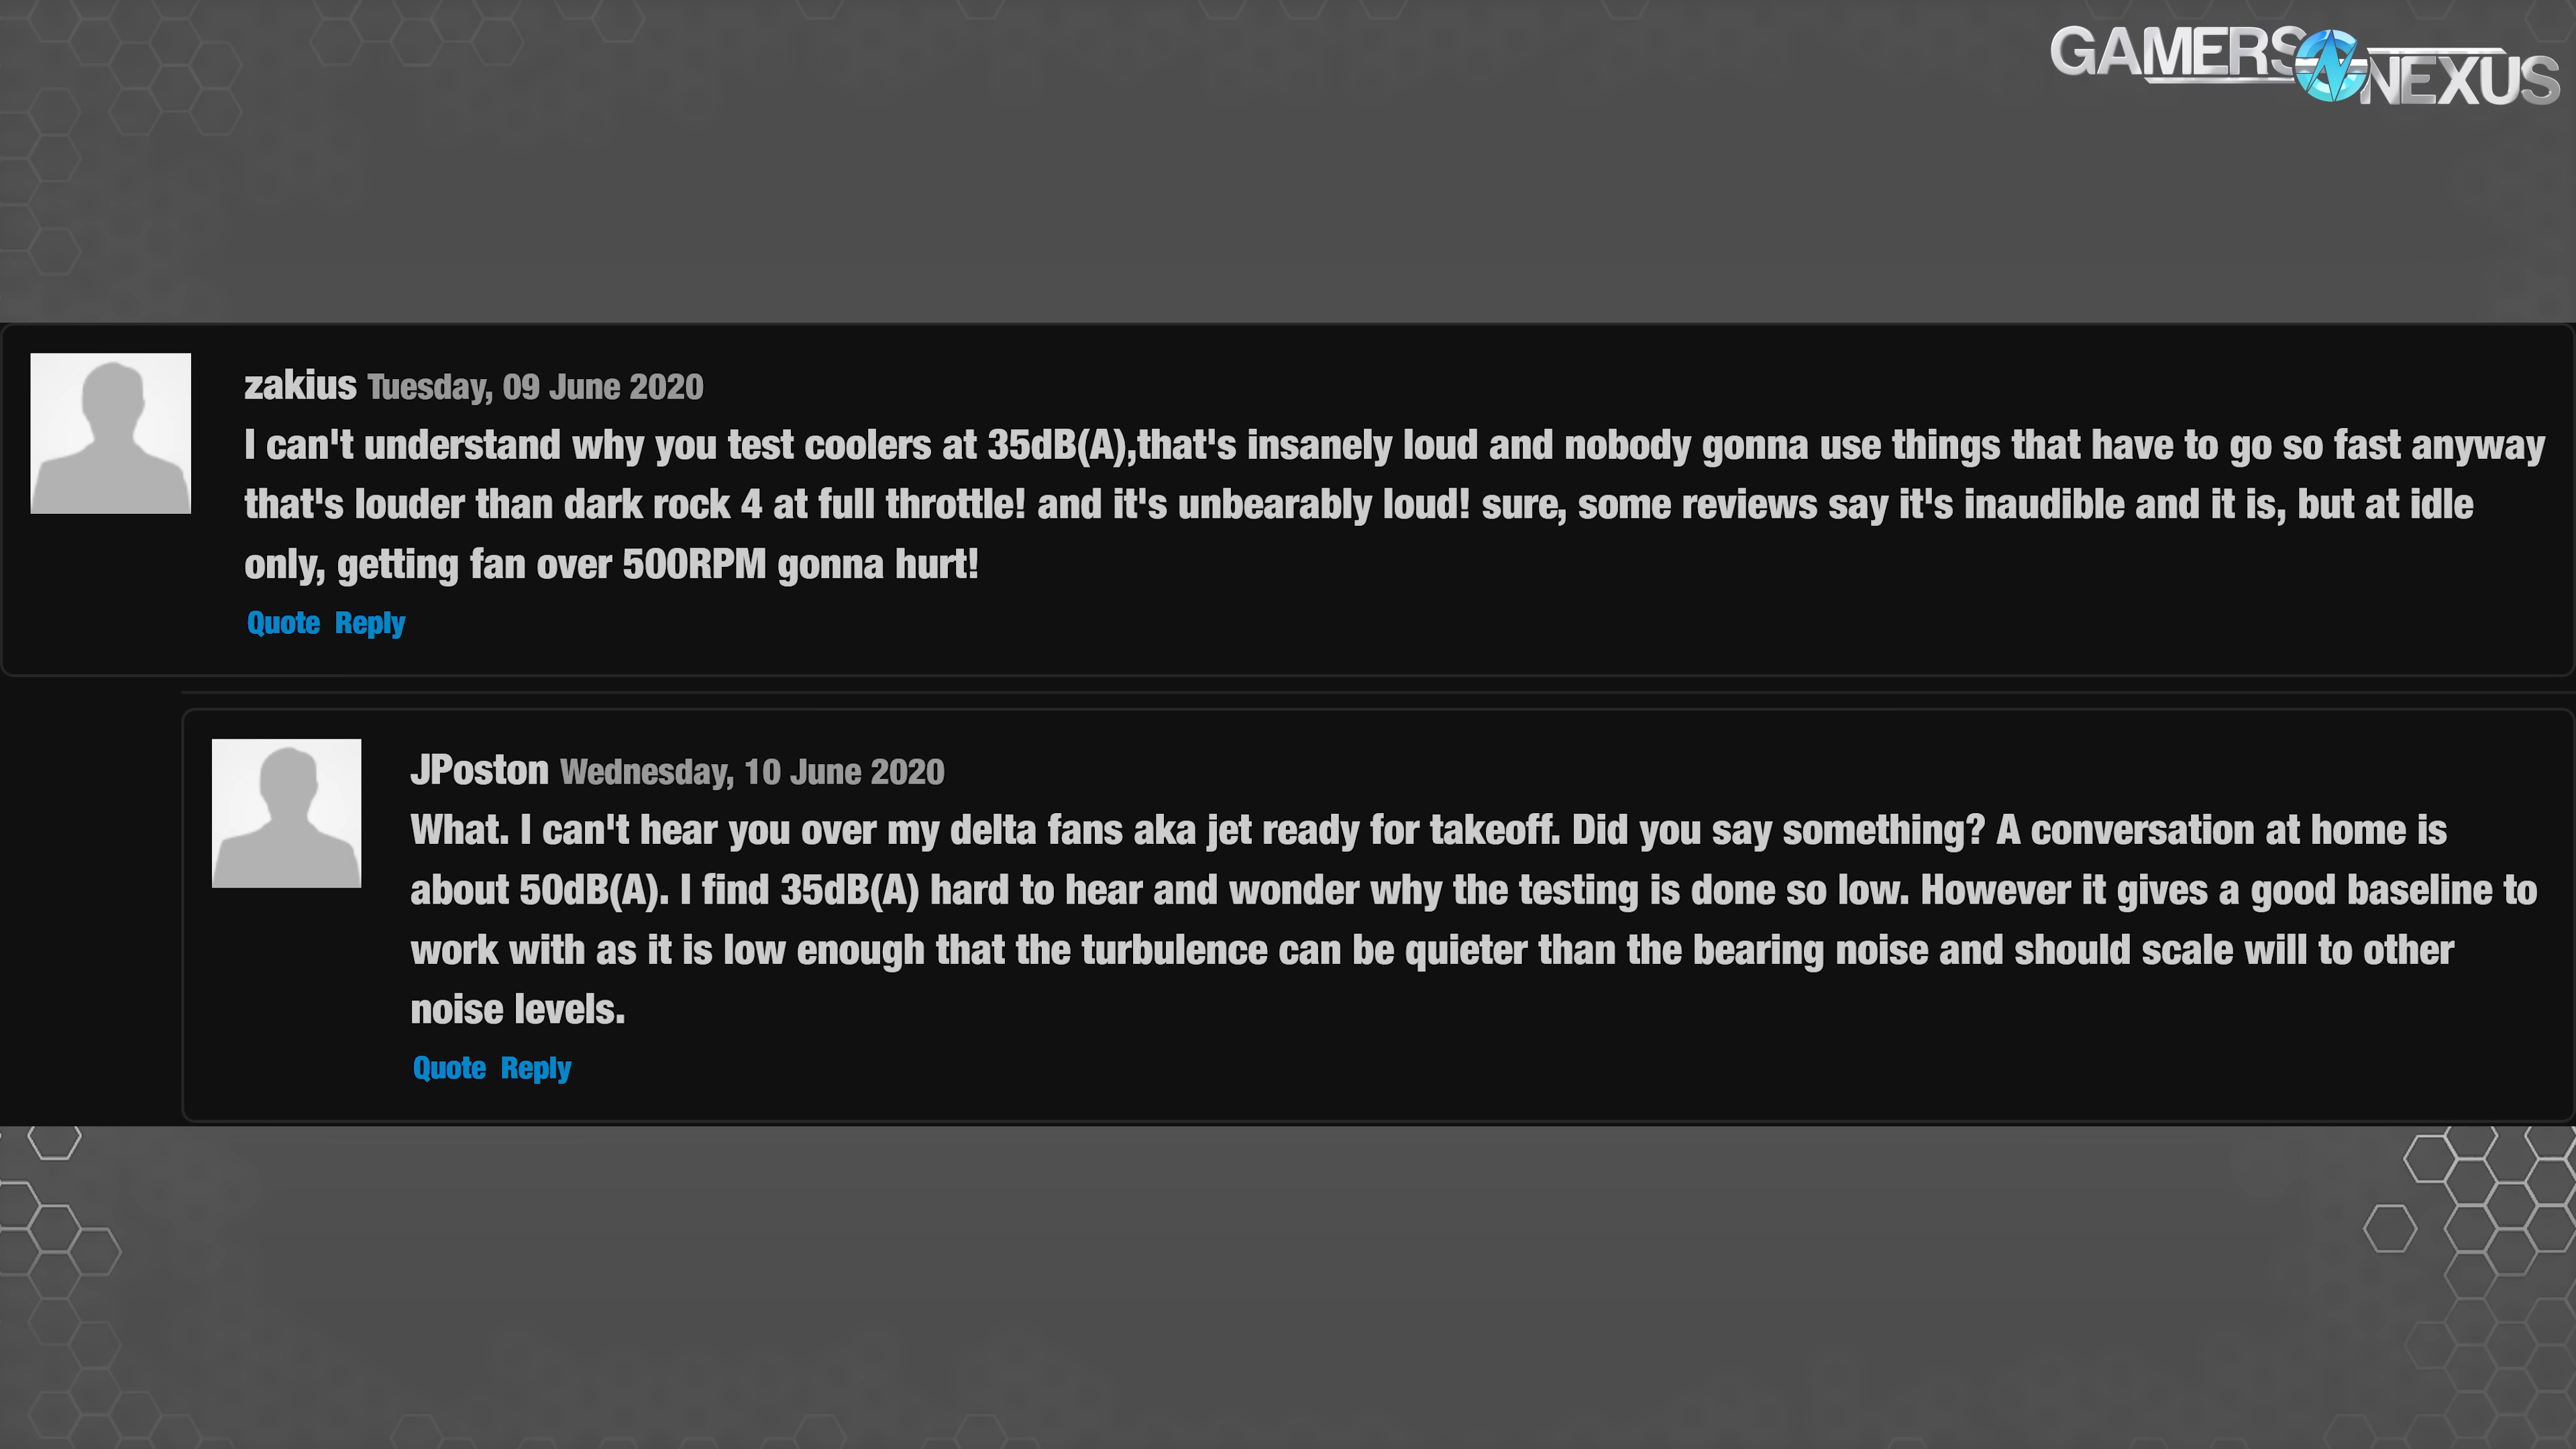 GAMERS NEXUS
zakius Tuesday, 09 June 2020
I can't understand why you test coolers at 35dB(A),that's insanely loud and nobody gonna use things that have to go so fast anyway
that's louder than dark rock 4 at full throttle! and it's unbearably loud! sure, some reviews say it's inaudible and it is, but at idle
only, getting fan over 500RPM gonna hurt!
Quote Reply
JPoston Wednesday, 10 June 2020
What. I can't hear you over my delta fans aka jet ready for takeoff. Did you say something? A conversation at home is
about 50dB(A). I find 35dB(A) hard to hear and wonder why the testing is done so low. However it gives a good baseline to
work with as it is low enough that the turbulence can be quieter than the bearing noise and should scale will to other
noise levels.
Quote Reply